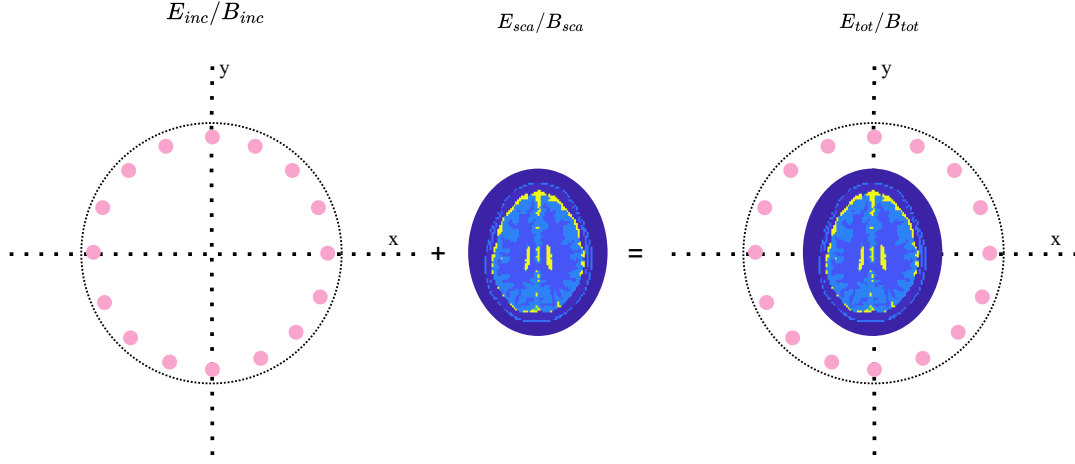 E_inc/B_inc
E_sca/B_sca
E_tot/B_tot
y
y
x
+
=
x